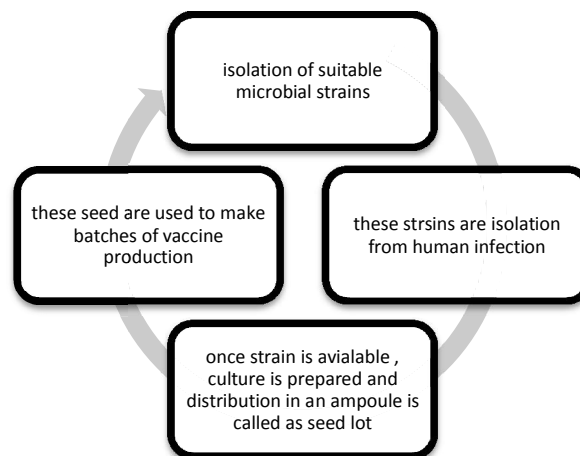 isolation of suitable
microbial strains
these strsins are isolation
from human infection
once strain is avialable ,
culture is prepared and
distribution in an ampoule is
called as seed lot
these seed are used to make
batches of vaccine
production